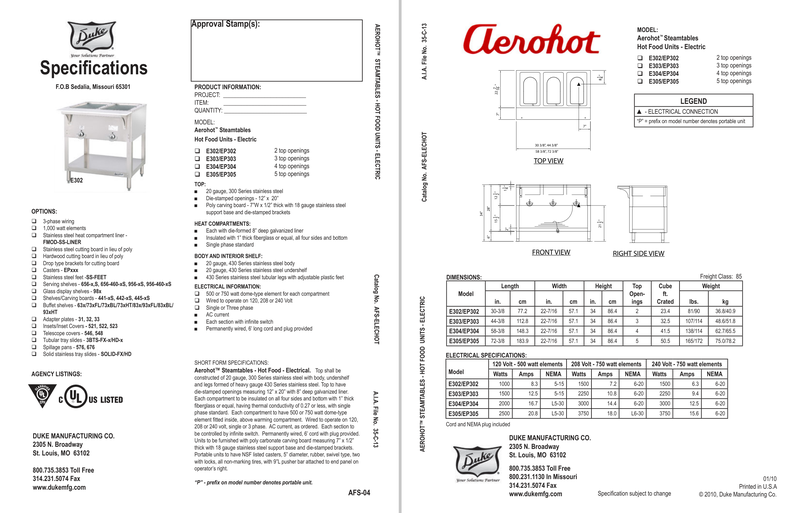 Duke
Your Solutions Partner
Specifications
F.O.B Sedalia, Missouri 65301
E302
OPTIONS:
3-phase wiring
1,000 watt elements
Stainless steel heat compartment liner -
FMOD-SS-LINER
Stainless steel cutting board in lieu of poly
Hardwood cutting board in lieu of poly
Drop type brackets for cutting board
Casters - EPxxx
Stainless steel feet -SS-FEET
Serving shelves - 656-x,S, 656-460-xS, 956-xS, 956-460-xS
Glass display shelves - 98x
Shelves/Carving boards - 441-xS, 442-xS, 445-xS
Buffet shelves - 63x/73xFL/73xBL/73xHT/83x/93xFL/83xBL/
93xHT
Adapter plates - 31, 32, 33
Insets/Inset Covers - 521, 522, 523
Telescope covers - 546, 548
Tubular tray slides - 3BTS-FX-x/HD-x
Spillage pans - 576, 676
Solid stainless tray slides - SOLID-FX/HD
AGENCY LISTINGS:
C UL US LISTED
DUKE MANUFACTURING CO.
2305 N. Broadway
St. Louis, MO 63102
800.735.3853 Toll Free
314.231.5074 Fax
www.dukemfg.com
Approval Stamp(s):
PRODUCT INFORMATION:
PROJECT:
ITEM:
QUANTITY:
MODEL:
Aerohot™ Steamtables
Hot Food Units - Electric
E302/EP302 2 top openings
E303/EP303 3 top openings
E304/EP304 4 top openings
E305/EP305 5 top openings
TOP:
20 gauge, 300 Series stainless steel
Die-stamped openings - 12" x 20"
Poly carving board - 7"W x 1/2" thick with 18 gauge stainless steel
support base and die-stamped brackets
HEAT COMPARTMENTS:
Each with die-formed 8" deep galvanized liner
Insulated with 1" thick fiberglass or equal, all four sides and bottom
Single phase standard
BODY AND INTERIOR SHELF:
20 gauge, 430 Series stainless steel body
20 gauge, 430 Series stainless steel undershelf
430 Series stainless steel tubular legs with adjustable plastic feet
ELECTRICAL INFORMATION:
500 or 750 watt dome-type element for each compartment
Wired to operate on 120, 208 or 240 Volt
Single or Three phase
AC current
Each section with infinite switch
Permanently wired, 6' long cord and plug provided
SHORT FORM SPECIFICATIONS:
Aerohot™ Steamtables - Hot Food - Electrical. Top shall be
constructed of 20 gauge, 300 Series stainless steel with body, undershelf
and legs formed of heavy gauge 430 Series stainless steel. Top to have
die-stamped openings measuring 12" x 20" with 8" deep galvanized liner.
Each compartment to be insulated on all four sides and bottom with 1" thick
fiberglass or equal, having thermal conductivity of 0.27 or less, with single
phase standard. Each compartment to have 500 or 750 watt dome-type
element fitted inside, above warming compartment. Wired to operate on 120,
208 or 240 volt, single or 3 phase. AC current, as ordered. Each section to
be controlled by infinite switch. Permanently wired, 6' cord with plug provided.
Units to be furnished with poly carbonate carving board measuring 7" x 1/2"
thick with 18 gauge stainless steel support base and die-stamped brackets.
Portable units to have NSF listed casters, 5" diameter, rubber, swivel type, two
with locks, all non-marking tires, with 9"L pusher bar attached to end panel on
operator's right.
"P" - prefix on model number denotes portable unit.
AFS-04
AEROHOT™ STEAMTABLES - HOT FOOD UNITS - ELECTRIC
Catalog No. AFS-ELECHOT
A.I.A. File No. 35-C-13
A.I.A. File No. 35-C-13
Catalog No. AFS-ELECHOT
AEROHOT™ STEAMTABLES - HOT FOOD UNITS - ELECTRIC
Aerohot
MODEL:
Aerohot™ Steamtables
Hot Food Units - Electric
E302/EP302 2 top openings
E303/EP303 3 top openings
E304/EP304 4 top openings
E305/EP305 5 top openings
LEGEND
▲ - ELECTRICAL CONNECTION
"P" = prefix on model number denotes portable unit
30 3/8", 44 3/8"
58 3/8", 72 3/8"
TOP VIEW
FRONT VIEW
RIGHT SIDE VIEW
DIMENSIONS:
Freight Class: 85
Model Length Width Height Top Open-ings Cube ft. Crated Weight
in. cm in. cm in. cm lbs. kg
E302/EP302 30-3/8 77.2 22-7/16 57.1 34 86.4 2 23.4 81/90 36.8/40.9
E303/EP303 44-3/8 112.8 22-7/16 57.1 34 86.4 3 32.5 107/114 48.6/51.8
E304/EP304 58-3/8 148.3 22-7/16 57.1 34 86.4 4 41.5 138/114 62.7/65.5
E305/EP305 72-3/8 183.9 22-7/16 57.1 34 86.4 5 50.5 165/172 75.0/78.2
ELECTRICAL SPECIFICATIONS:
Model 120 Volt - 500 watt elements 208 Volt - 750 watt elements 240 Volt - 750 watt elements
Watts Amps NEMA Watts Amps NEMA Watts Amps NEMA
E302/EP302 1000 8.3 5-15 1500 7.2 6-20 1500 6.3 6-20
E303/EP303 1500 12.5 5-15 2250 10.8 6-20 2250 9.4 6-20
E304/EP304 2000 16.7 L5-30 3000 14.4 6-20 3000 12.5 6-20
E305/EP305 2500 20.8 L5-30 3750 18.0 L6-30 3750 15.6 6-20
Cord and NEMA plug included
Duke
Your Solutions Partner
DUKE MANUFACTURING CO.
2305 N. Broadway
St. Louis, MO 63102
800.735.3853 Toll Free
800.231.1130 In Missouri
314.231.5074 Fax
www.dukemfg.com
Specification subject to change
01/10
Printed in U.S.A
© 2010, Duke Manufacturing Co.